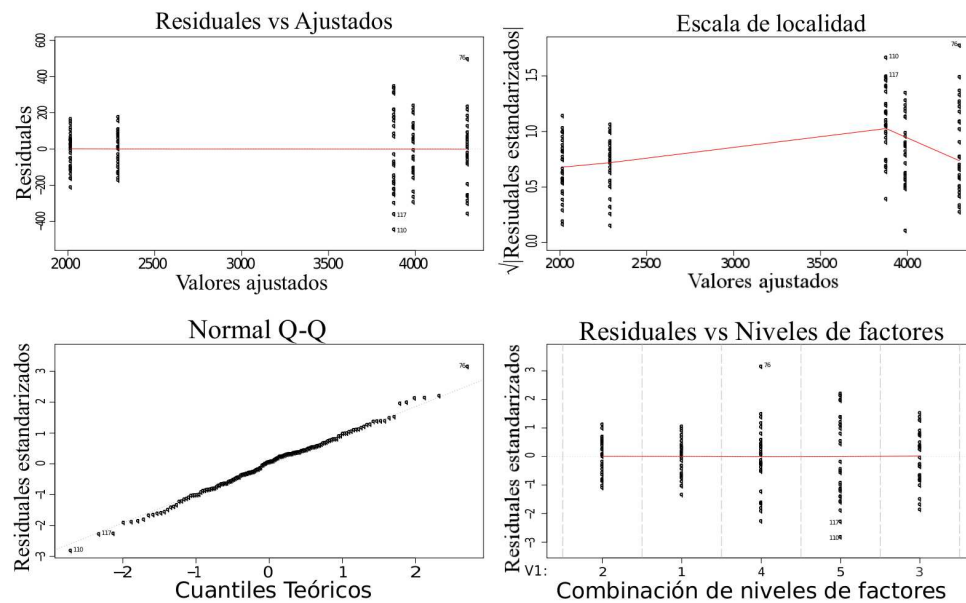 Residuales vs Ajustados
Residuales
600
400
200
0
−200
−400
76
117
110
2000 2500 3000 3500 4000
Valores ajustados
Escala de localidad
√|Resiudales estandarizados|
1.5
1.0
0.5
0.0
110
117
76
2000 2500 3000 3500 4000
Valores ajustados
Normal Q-Q
Residuales estandarizados
3
2
1
0
−1
−2
−3
76
117
110
−2 −1 0 1 2
Cuantiles Teóricos
Residuales vs Niveles de factores
Residuales estandarizados
3
2
1
0
−1
−2
−3
76
117
110
V1: 2 1 4 5 3
Combinación de niveles de factores